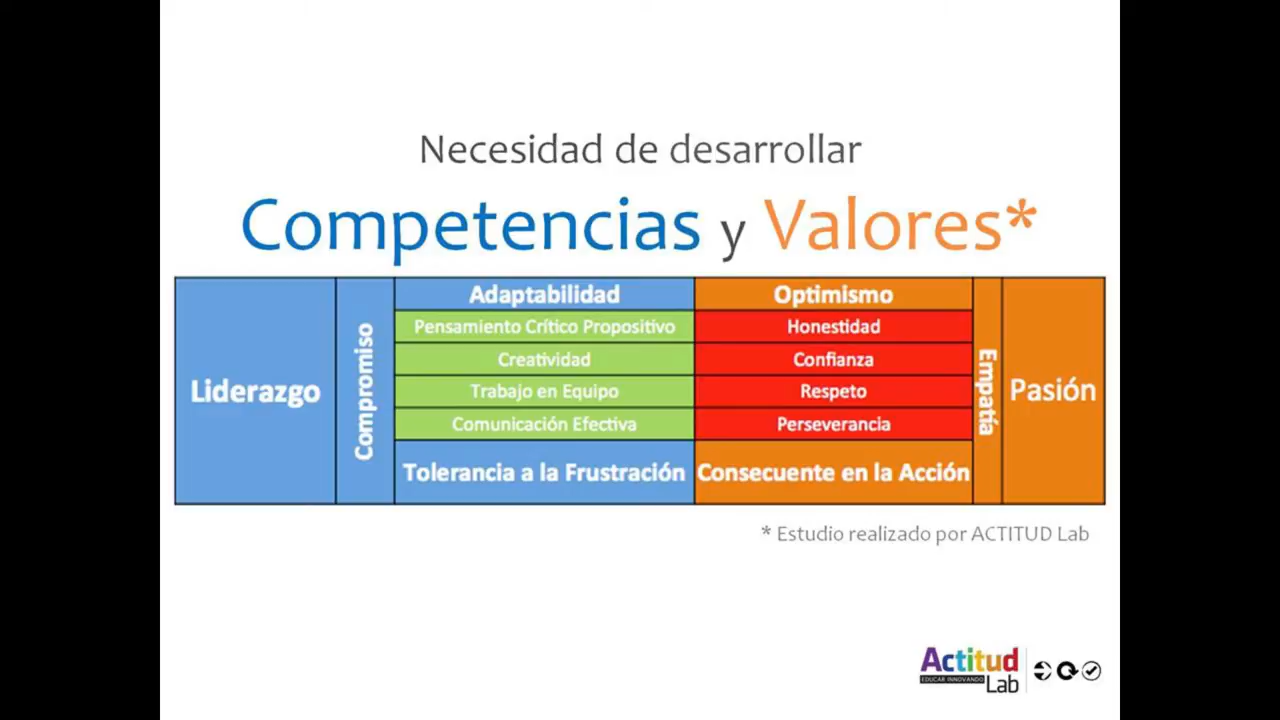 Necesidad de desarrollar
Competencias y Valores*
Liderazgo
Compromiso
Adaptabilidad
Pensamiento Crítico Propositivo
Creatividad
Trabajo en Equipo
Comunicación Efectiva
Tolerancia a la Frustración
Optimismo
Honestidad
Confianza
Respeto
Perseverancia
Consecuente en la Acción
Empatía
Pasión
* Estudio realizado por ACTITUD Lab
Actitud
EDUCAR INNOVANDO
Lab